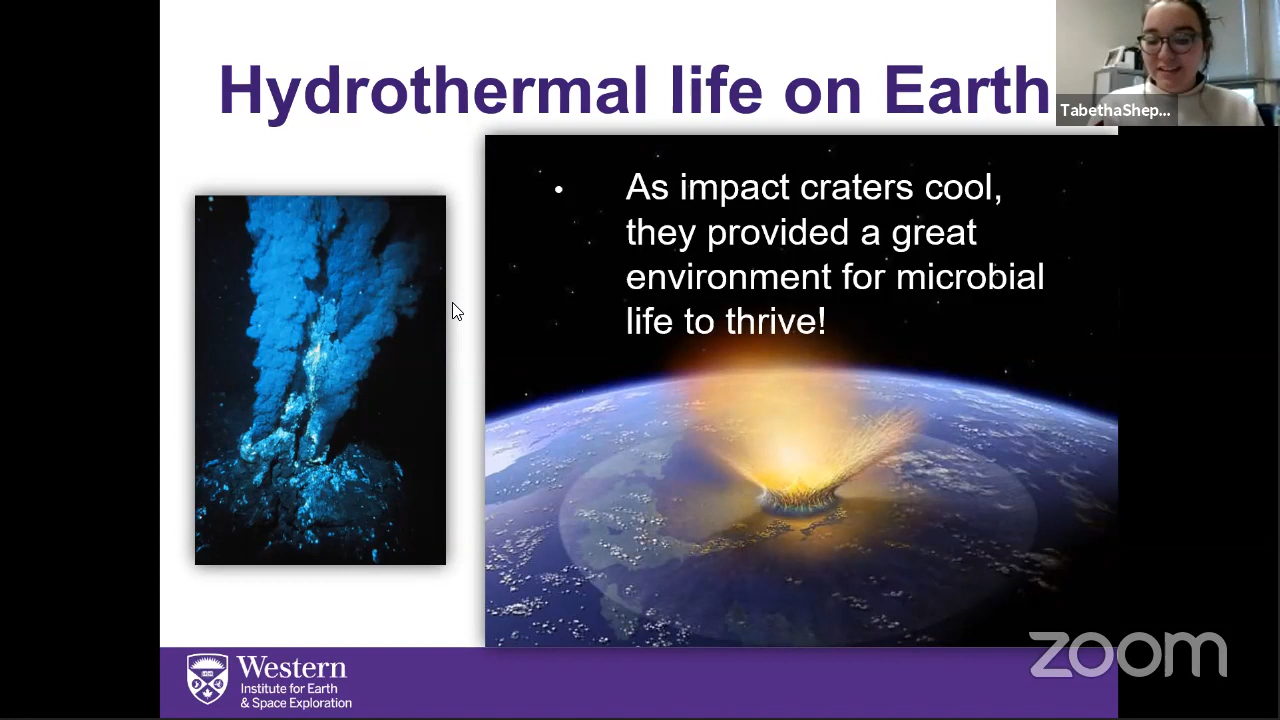 Hydrothermal life on Earth
TabethaShep...
• As impact craters cool,
they provided a great
environment for microbial
life to thrive!
Western
Institute for Earth
& Space Exploration
zoom